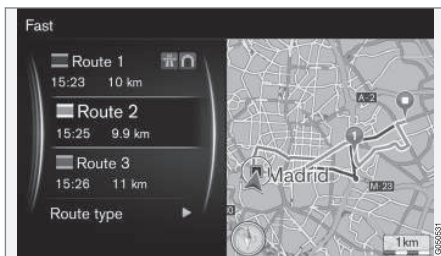 Fast
Route 1
15:23 10 km
Route 2
15:25 9.9 km
Route 3
15:26 11 km
Route type
A-2
1
Madrid
M-23
1km
G050531